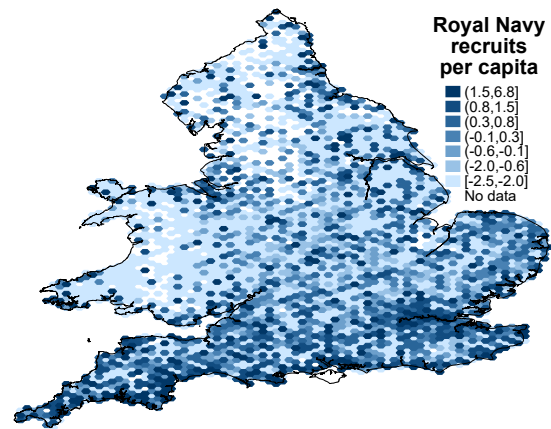 Royal Navy
recruits
per capita
(1.5,6.8]
(0.8,1.5]
(0.3,0.8]
(-0.1,0.3]
(-0.6,-0.1]
(-2.0,-0.6]
[-2.5,-2.0]
No data